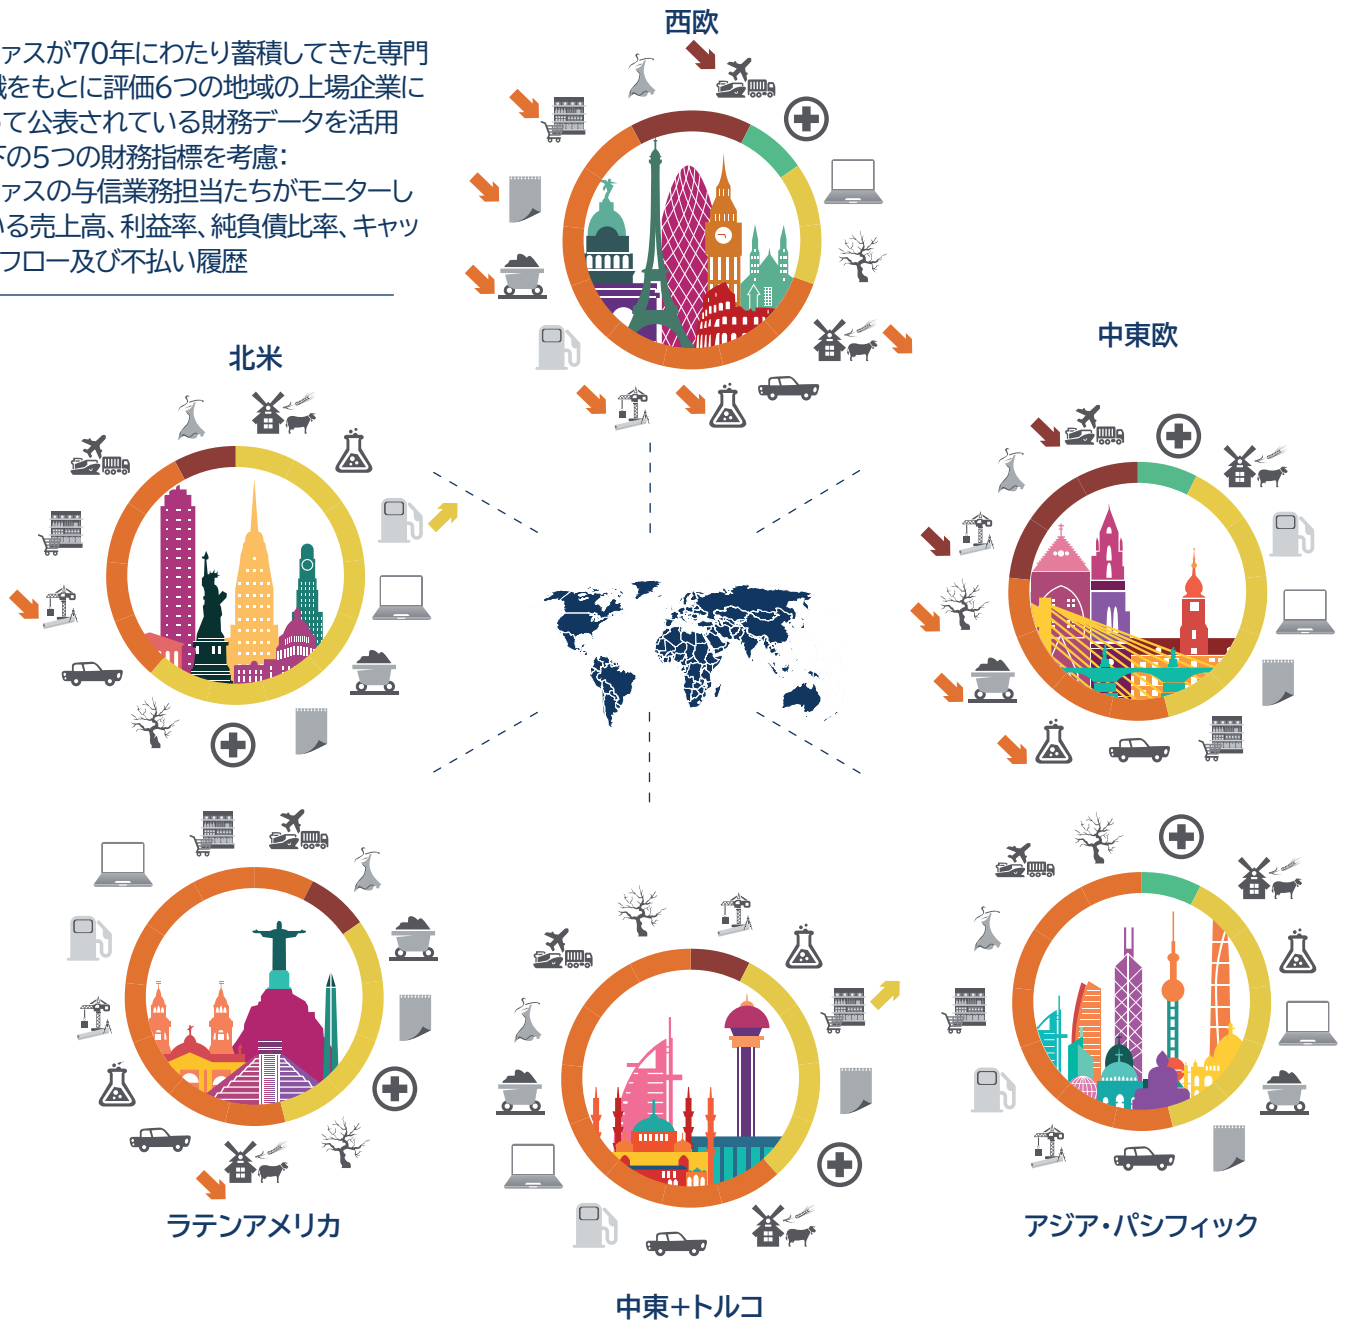 西欧
ァスが70年にわたり蓄積してきた専門
識をもとに評価6つの地域の上場企業に
って公表されている財務データを活用
下の5つの財務指標を考慮：
ァスの与信業務担当たちがモニターし
いる売上高、利益率、純負債比率、キャッ
フロー及び不払い履歴
中東欧
北米
ラテンアメリカ
アジア・パシフィック
中東+トルコ